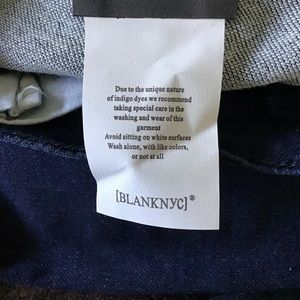 Due to the unique nature
of indigo dyes we recommend
taking special care in the
washing and wear of this
garment
Avoid sitting on white surfaces
Wash alone, with like colors,
or not at all
[BLANKNYC]®